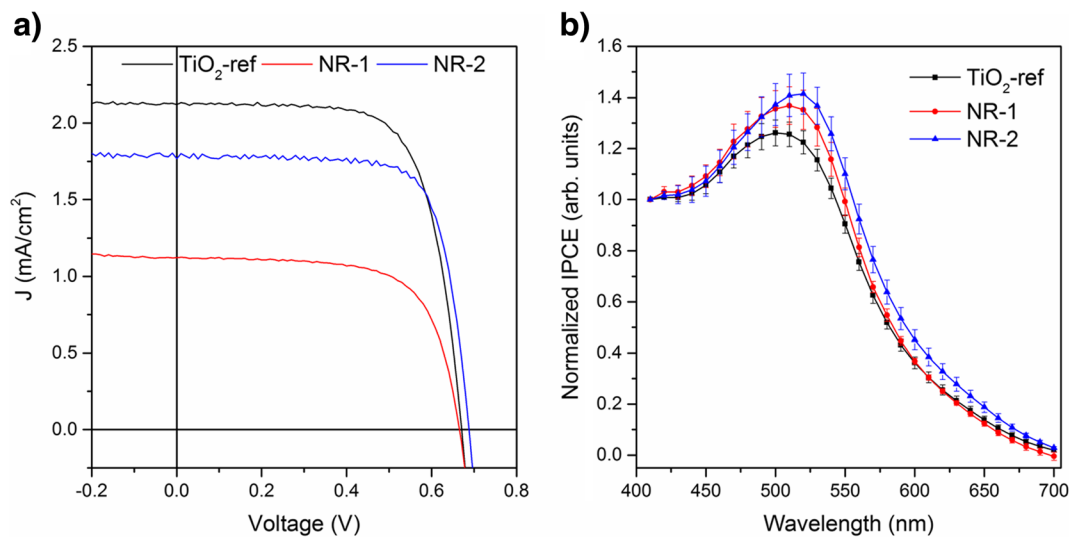 a)
TiO2-ref NR-1 NR-2
2.5
2.0
1.5
1.0
0.5
0.0
J (mA/cm²)
-0.2 0.0 0.2 0.4 0.6 0.8
Voltage (V)
b)
TiO2-ref
NR-1
NR-2
1.6
1.4
1.2
1.0
0.8
0.6
0.4
0.2
0.0
Normalized IPCE (arb. units)
400 450 500 550 600 650 700
Wavelength (nm)